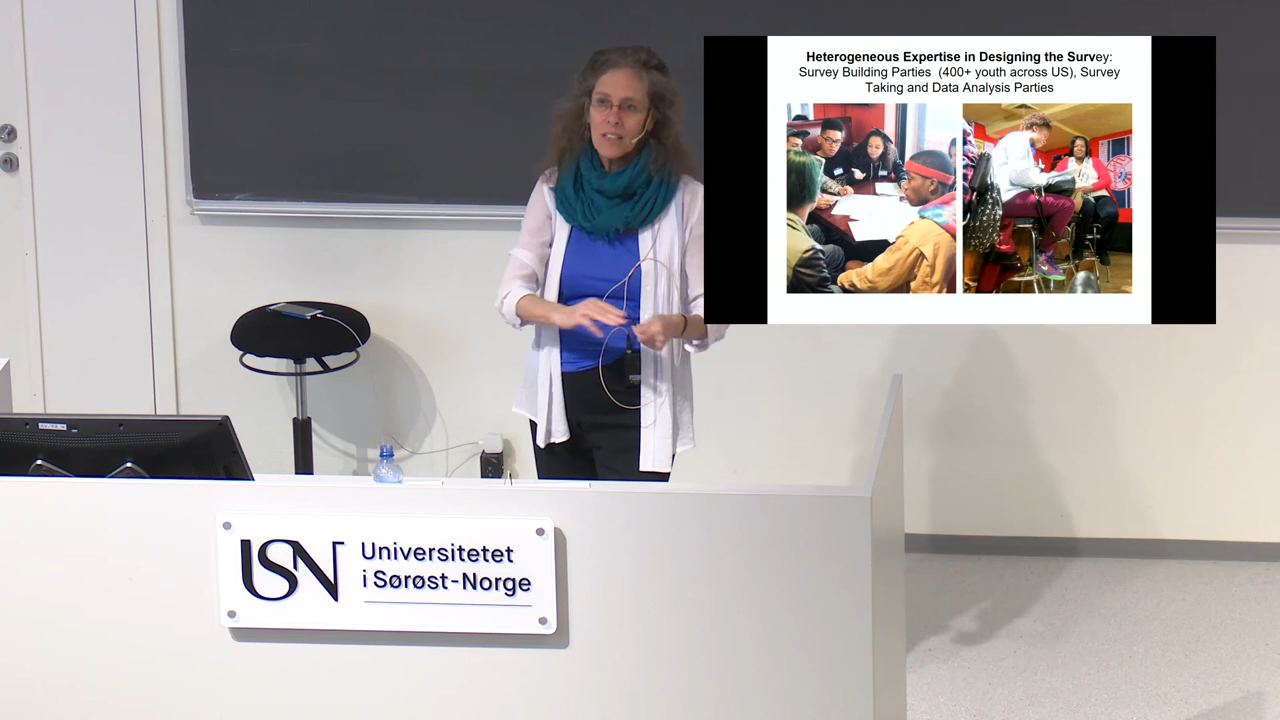 Heterogeneous Expertise in Designing the Survey:
Survey Building Parties (400+ youth across US), Survey
Taking and Data Analysis Parties
USN
Universitetet
i Sørøst-Norge